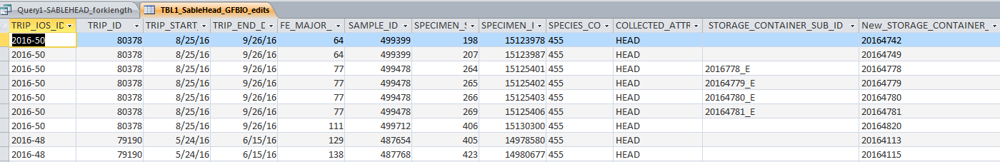 Query1-SABLEHEAD_forklength TBL1_SableHead_GFBIO_edits
TRIP_IOS_ID TRIP_ID TRIP_START_ TRIP_END_D FE_MAJOR_ SAMPLE_ID SPECIMEN_S SPECIMEN_I SPECIES_CO COLLECTED_ATTR STORAGE_CONTAINER_SUB_ID New_STORAGE_CONTAINER_
2016-50 80378 8/25/16 9/26/16 64 499399 198 15123978 455 HEAD 20164742
2016-50 80378 8/25/16 9/26/16 64 499399 207 15123987 455 HEAD 20164749
2016-50 80378 8/25/16 9/26/16 77 499478 264 15125401 455 HEAD 2016778_E 20164778
2016-50 80378 8/25/16 9/26/16 77 499478 265 15125402 455 HEAD 20164779_E 20164779
2016-50 80378 8/25/16 9/26/16 77 499478 266 15125403 455 HEAD 20164780_E 20164780
2016-50 80378 8/25/16 9/26/16 77 499478 269 15125406 455 HEAD 20164781_E 20164781
2016-50 80378 8/25/16 9/26/16 111 499712 406 15130300 455 HEAD 20164820
2016-48 79190 5/24/16 6/15/16 129 487654 405 14978580 455 HEAD 20164113
2016-48 79190 5/24/16 6/15/16 138 487768 423 14980677 455 HEAD 20164115